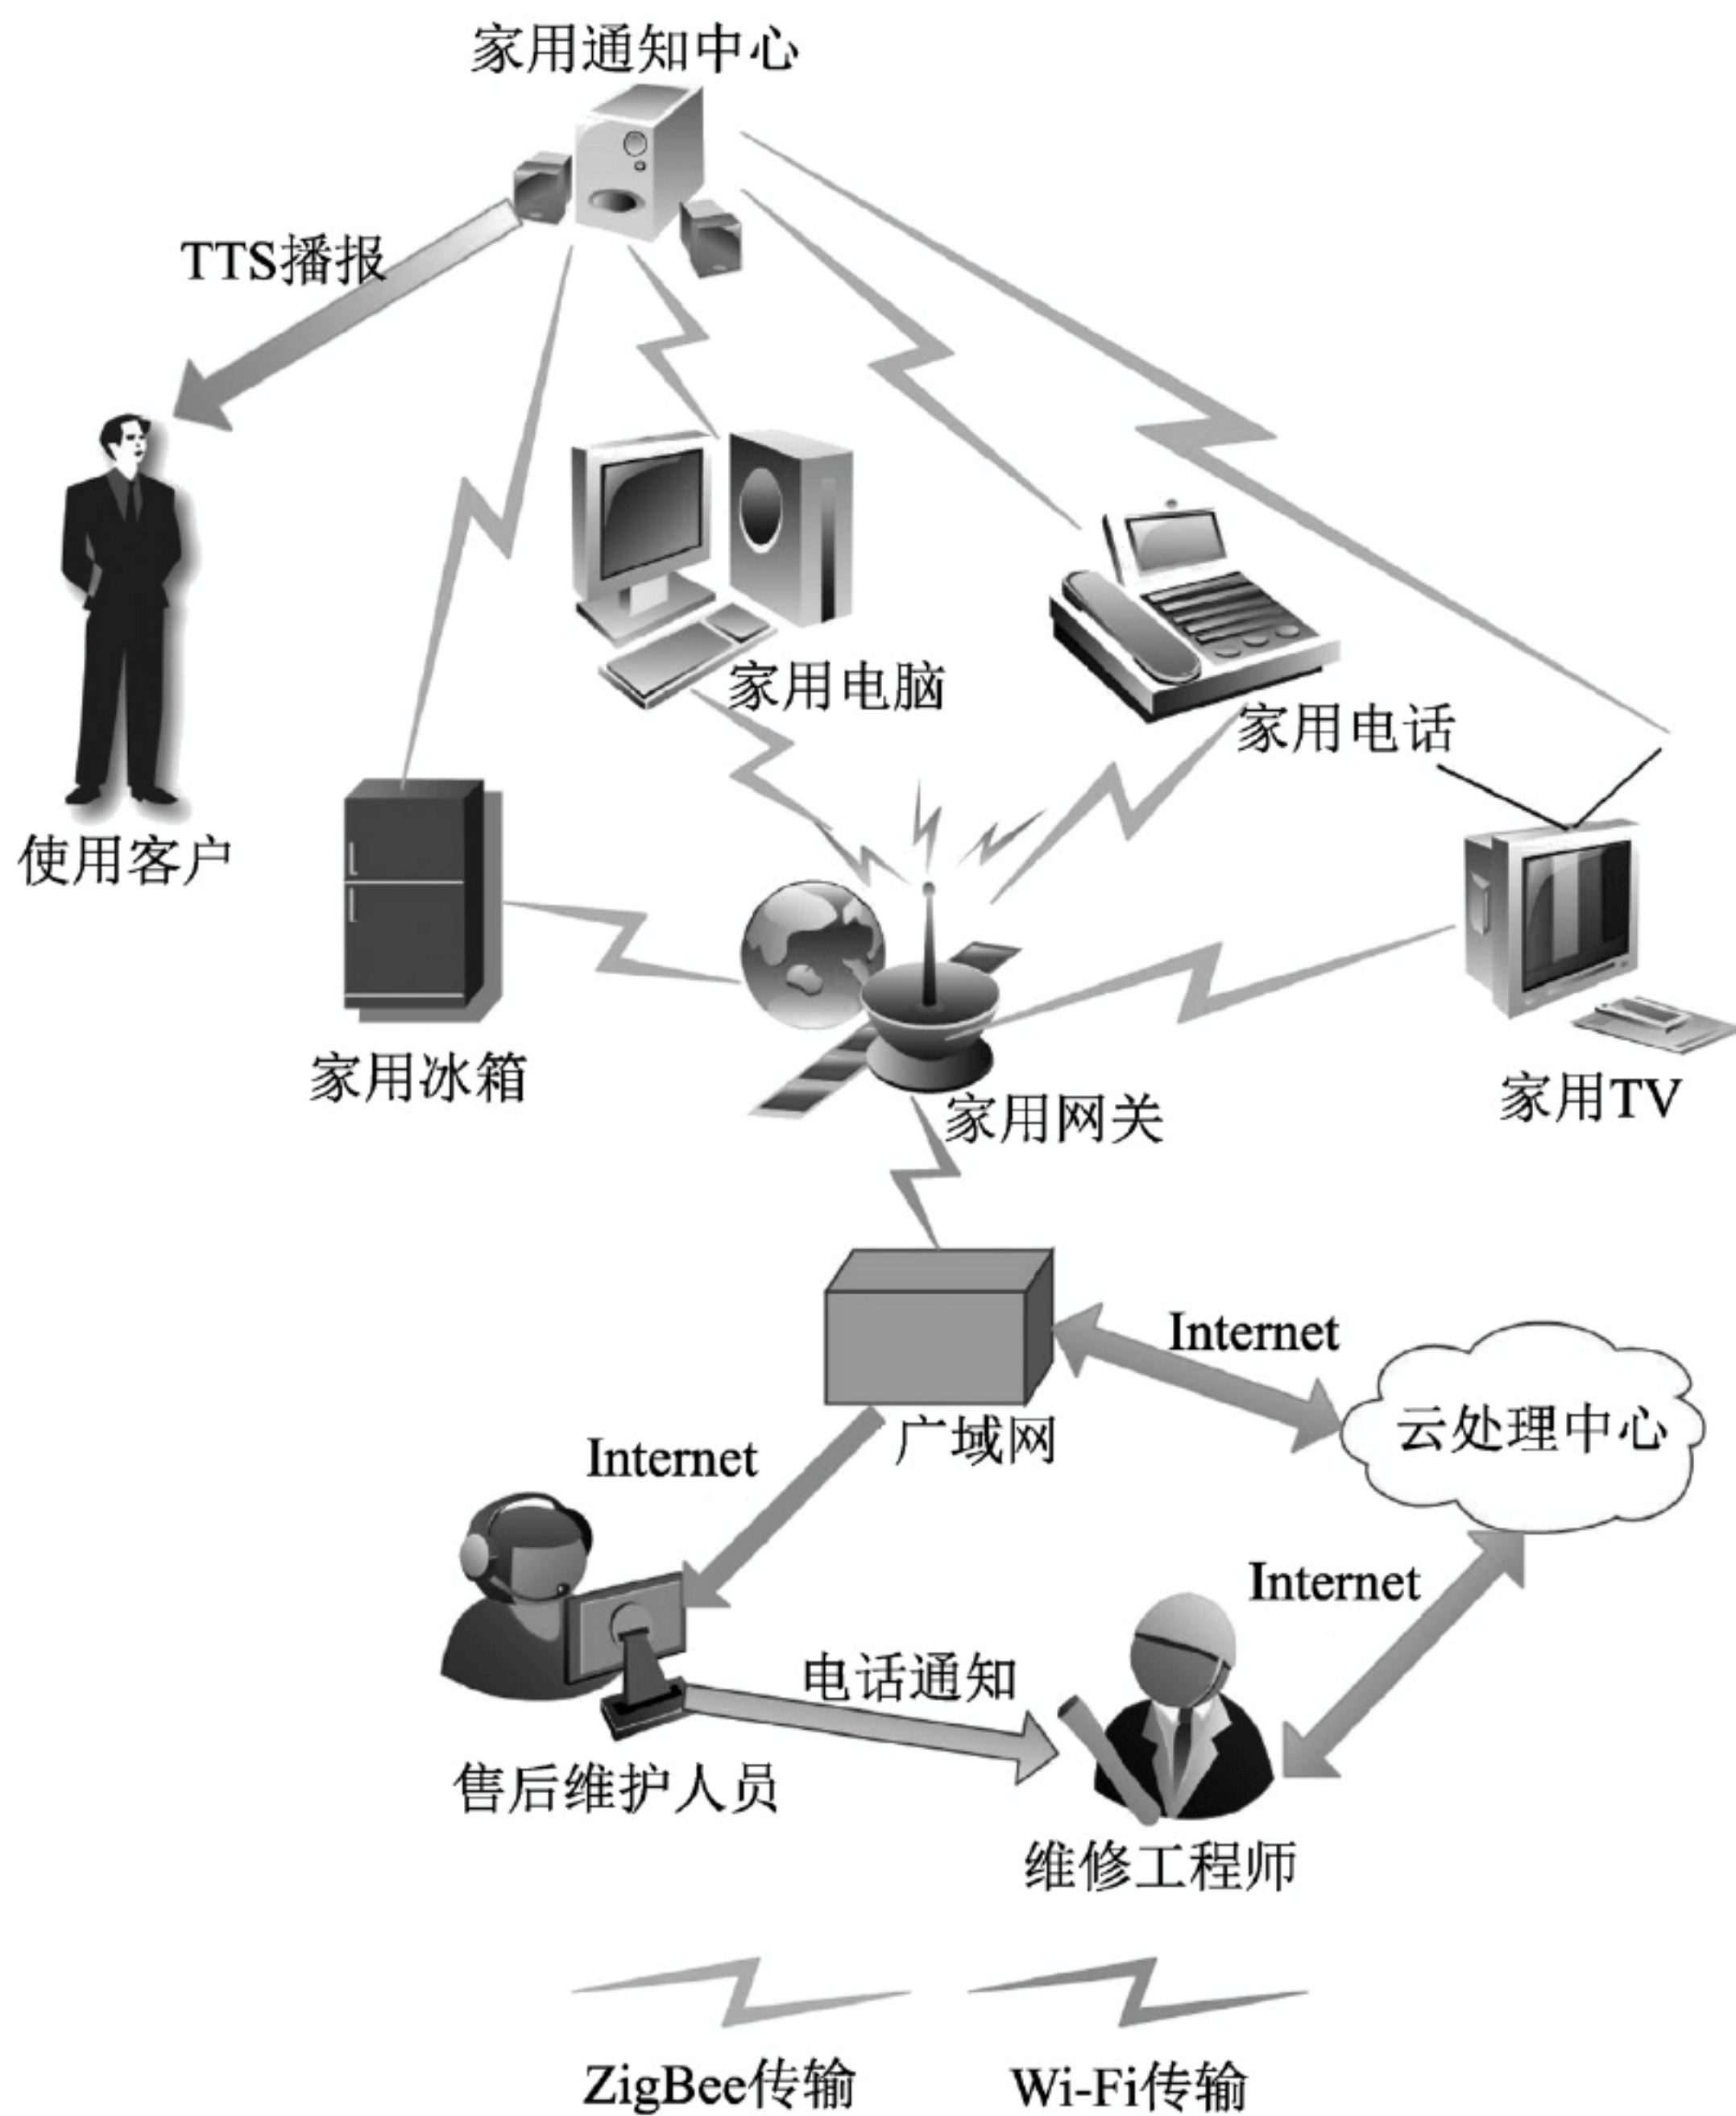 家用通知中心
TTS播报
使用客户
家用电脑
家用电话
家用冰箱
家用网关
家用TV
Internet
广域网
云处理中心
Internet
Internet
电话通知
售后维护人员
维修工程师
ZigBee传输
Wi-Fi传输